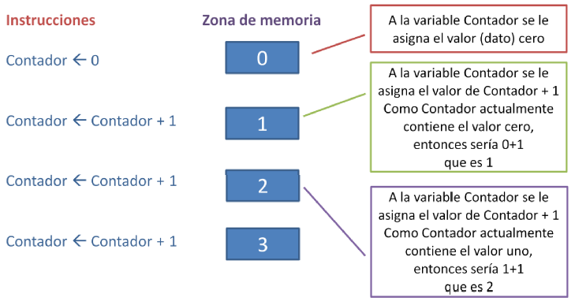 Instrucciones
Zona de memoria
Contador ← 0
0
A la variable Contador se le
asigna el valor (dato) cero
Contador ← Contador + 1
1
A la variable Contador se le
asigna el valor de Contador + 1
Como Contador actualmente
contiene el valor cero,
entonces sería 0+1
que es 1
Contador ← Contador + 1
2
A la variable Contador se le
asigna el valor de Contador + 1
Como Contador actualmente
contiene el valor uno,
entonces sería 1+1
que es 2
Contador ← Contador + 1
3